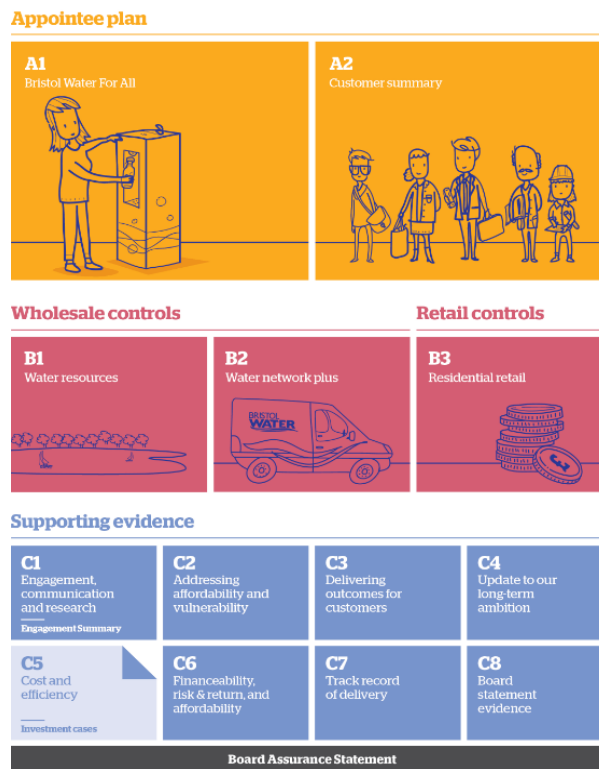 Appointee plan
A1
Bristol Water For All
A2
Customer summary
Wholesale controls
Retail controls
B1
Water resources
B2
Water network plus
BRISTOL
WATER
B3
Residential retail
£
Supporting evidence
C1
Engagement,
communication
and research
Engagement Summary
C2
Addressing
affordability and
vulnerability
C3
Delivering
outcomes for
customers
C4
Update to our
long-term
ambition
C5
Cost and
efficiency
Investment cases
C6
Financeability,
risk & return, and
affordability
C7
Track record
of delivery
C8
Board
statement
evidence
Board Assurance Statement